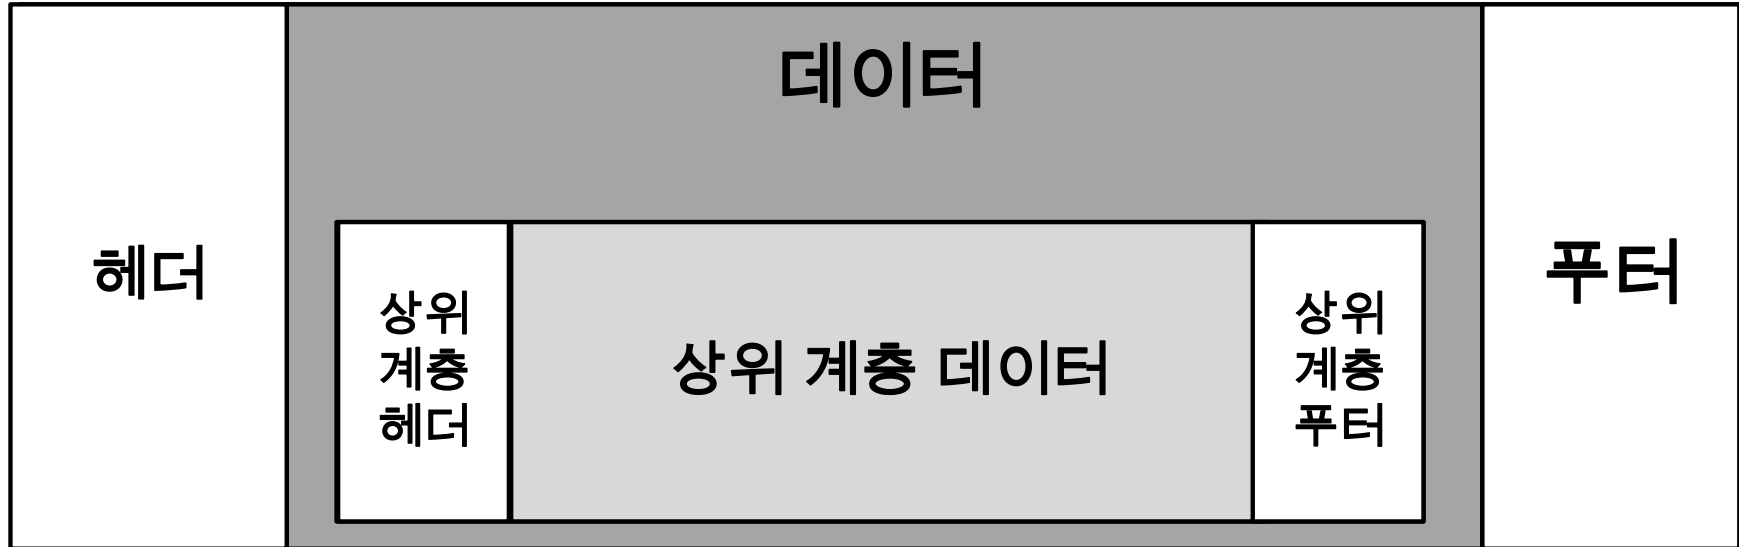 데이터
헤더
상위
계층
헤더
상위 계층 데이터
상위
계층
푸터
푸터